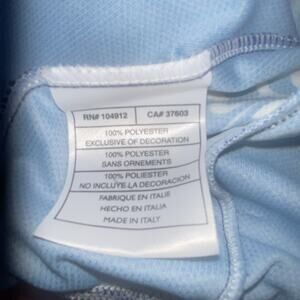 RN# 104912 CA# 37603
100% POLYESTER
EXCLUSIVE OF DECORATION
100% POLYESTER
SANS ORNEMENTS
100% POLIESTER
NO INCLUYE LA DECORACION
FABRIQUE EN ITALIE
HECHO EN ITALIA
MADE IN ITALY